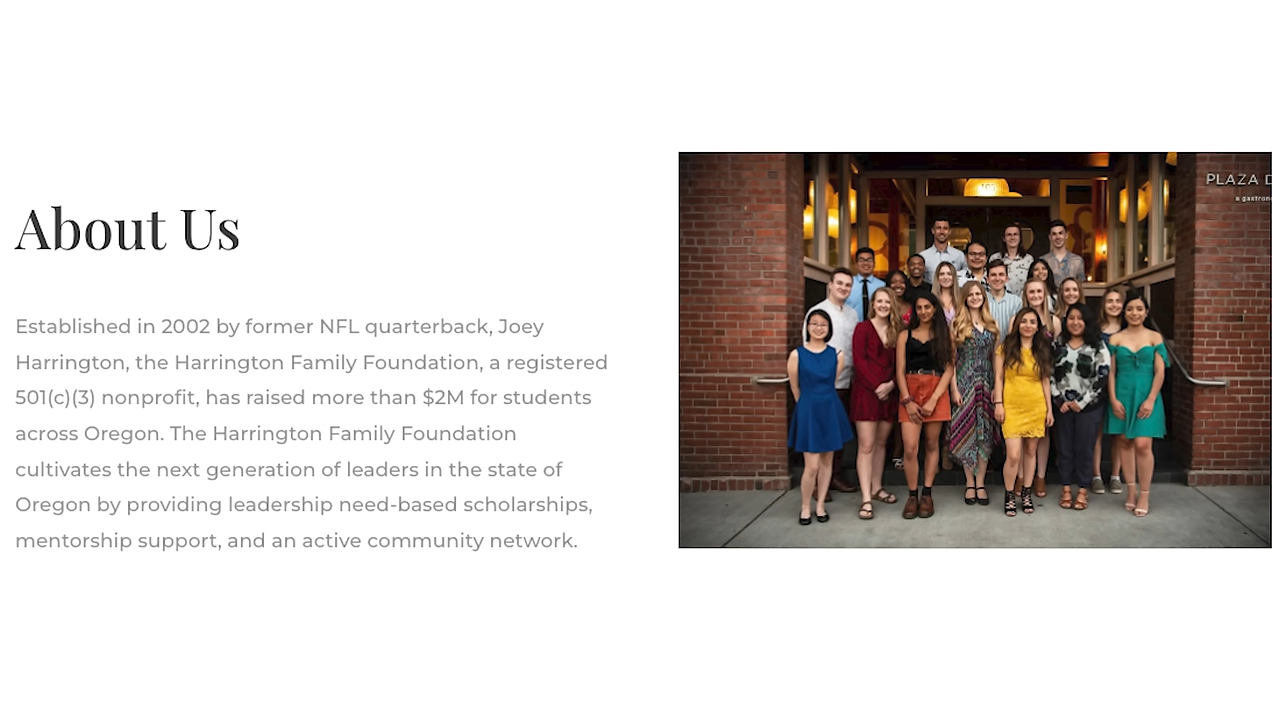 About Us
Established in 2002 by former NFL quarterback, Joey
Harrington, the Harrington Family Foundation, a registered
501(c)(3) nonprofit, has raised more than $2M for students
across Oregon. The Harrington Family Foundation
cultivates the next generation of leaders in the state of
Oregon by providing leadership need-based scholarships,
mentorship support, and an active community network.
PLAZA D
a gastron